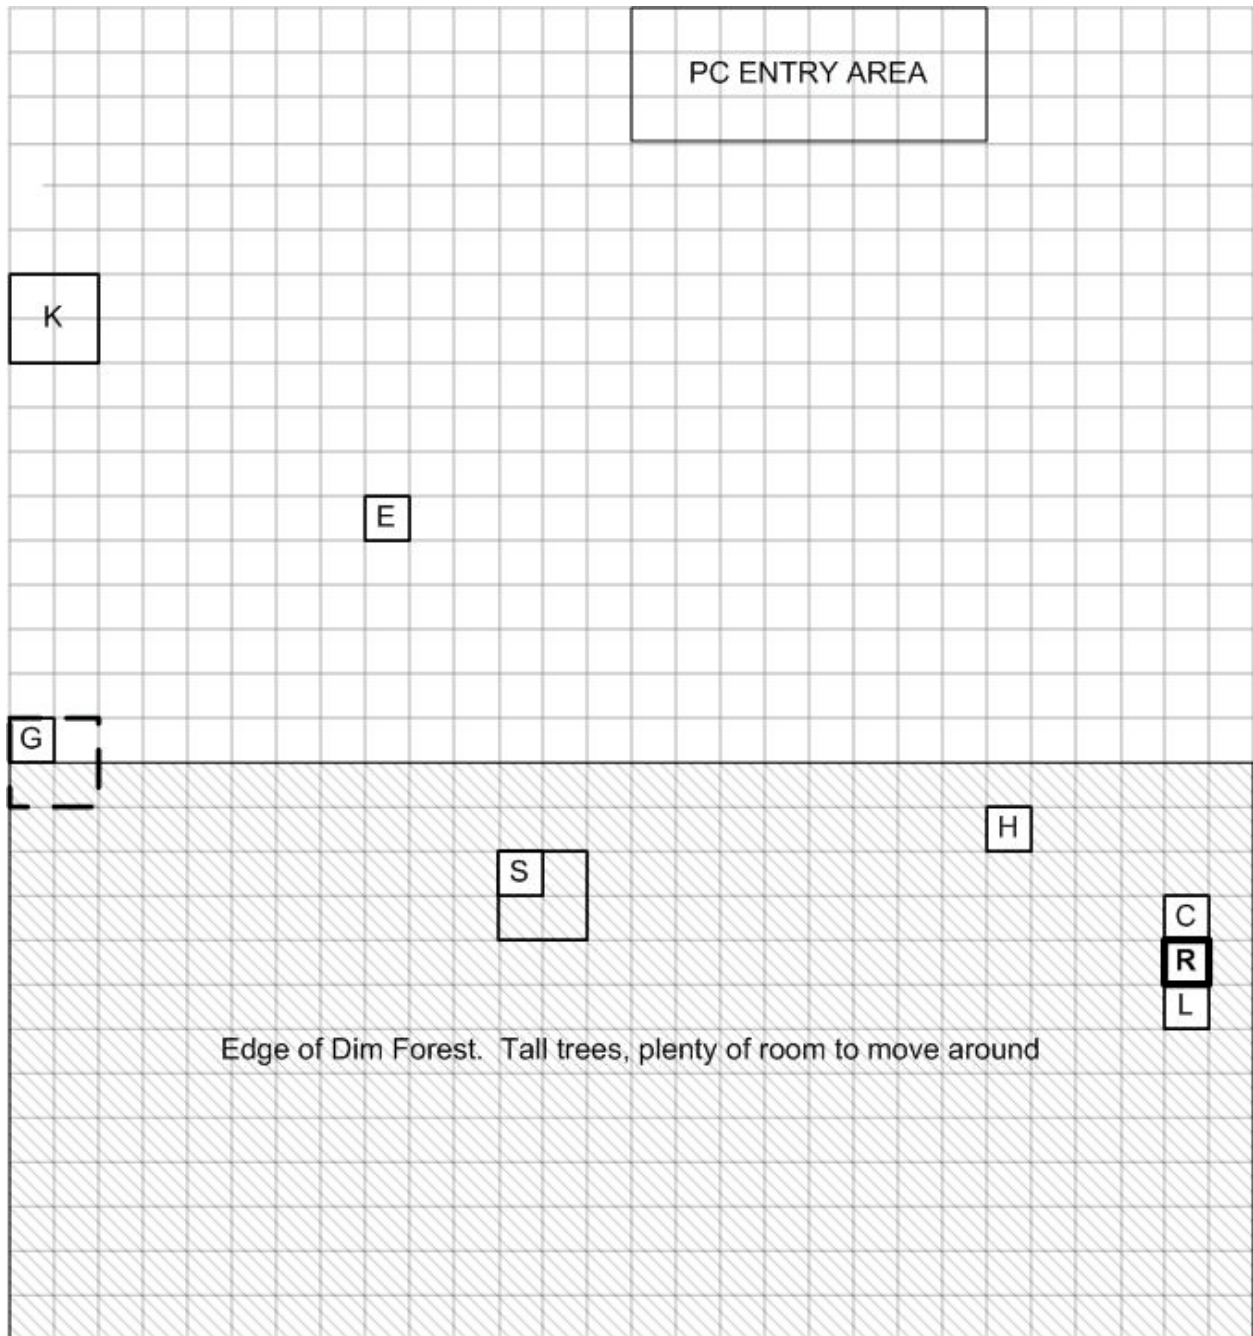 PC ENTRY AREA
K
E
G
H
S
C
R
L
Edge of Dim Forest.  Tall trees, plenty of room to move around